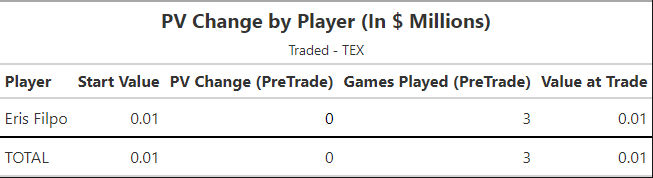 PV Change by Player (In $ Millions)
Traded - TEX
Player Start Value PV Change (PreTrade) Games Played (PreTrade) Value at Trade
Eris Filpo 0.01 0 3 0.01
TOTAL 0.01 0 3 0.01